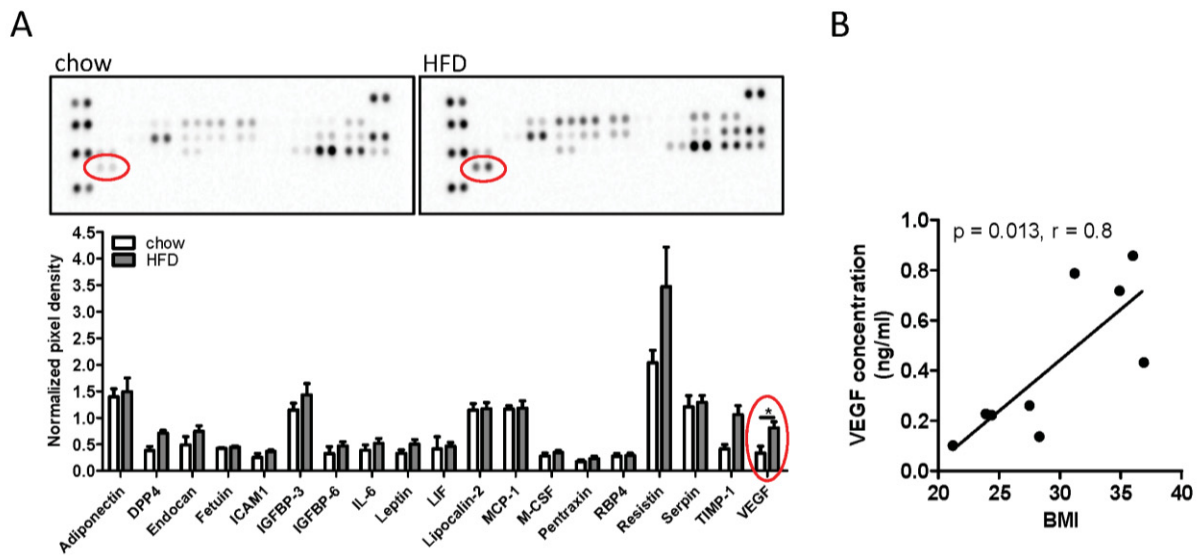 A
B
chow
HFD
4.5
4.0
3.5
3.0
2.5
2.0
1.5
1.0
0.5
0.0
Normalized pixel density
chow
HFD
*
Adiponectin
DPP4
Endocan
Fetuin
ICAM1
IGFBP-3
IGFBP-6
IL-6
Leptin
LIF
Lipocalin-2
MCP-1
M-CSF
Pentraxin
RBP4
Resistin
Serpin
TIMP-1
VEGF
p = 0.013, r = 0.8
1.0
0.8
0.6
0.4
0.2
0.0
VEGF concentration
(ng/ml)
20 25 30 35 40
BMI